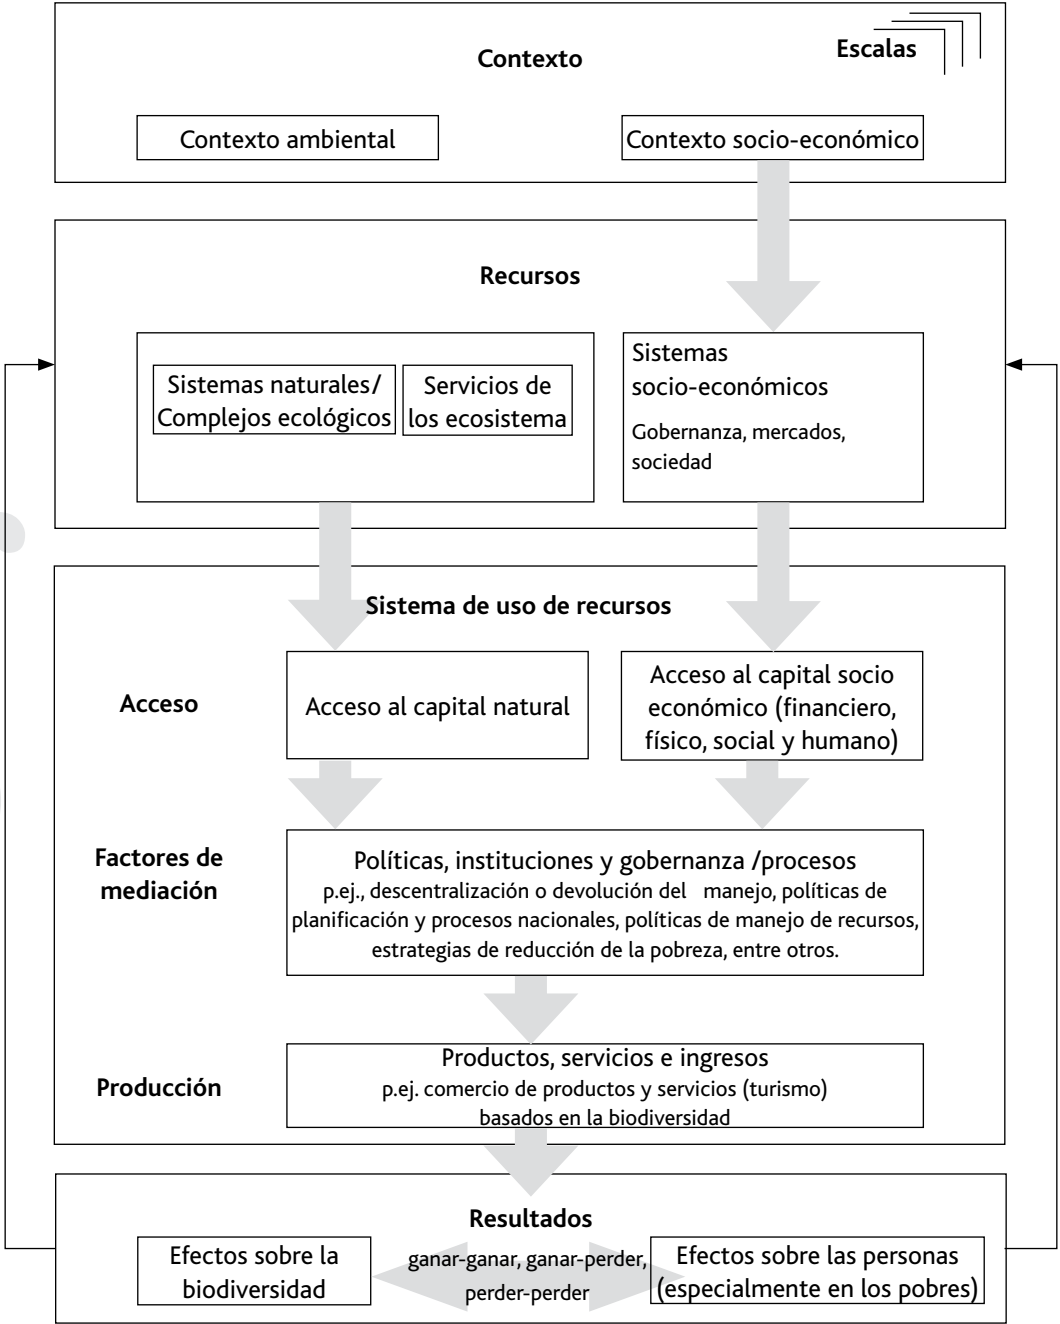 Contexto
Escalas
Contexto ambiental
Contexto socio-económico
Recursos
Sistemas naturales/
Complejos ecológicos
Servicios de
los ecosistema
Sistemas
socio-económicos
Gobernanza, mercados,
sociedad
Sistema de uso de recursos
Acceso
Acceso al capital natural
Acceso al capital socio
económico (financiero,
físico, social y humano)
Factores de
mediación
Políticas, instituciones y gobernanza /procesos
p.ej., descentralización o devolución del manejo, políticas de
planificación y procesos nacionales, políticas de manejo de recursos,
estrategias de reducción de la pobreza, entre otros.
Producción
Productos, servicios e ingresos
p.ej. comercio de productos y servicios (turismo)
basados en la biodiversidad
Resultados
Efectos sobre la
biodiversidad
ganar-ganar, ganar-perder,
perder-perder
Efectos sobre las personas
(especialmente en los pobres)